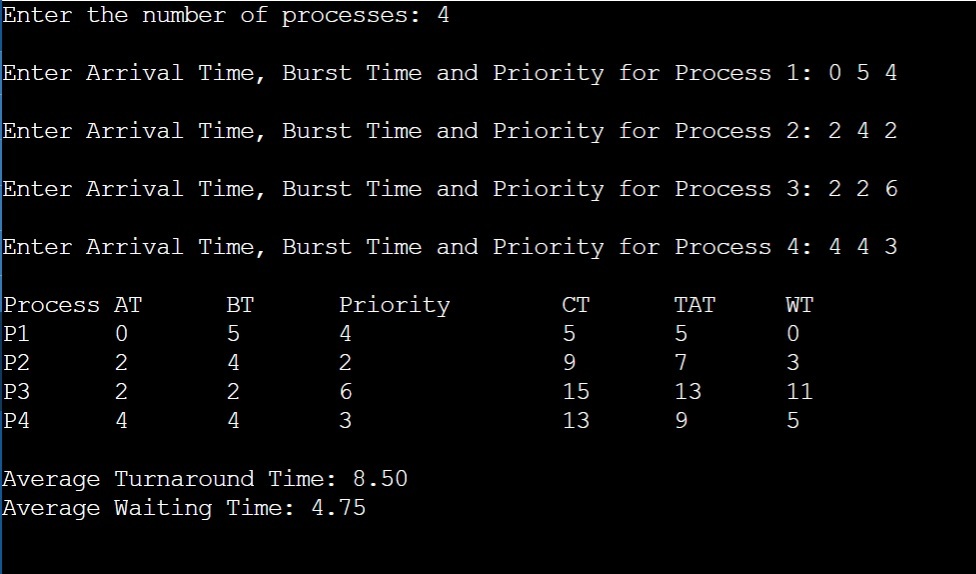 Enter the number of processes: 4
Enter Arrival Time, Burst Time and Priority for Process 1: 0 5 4
Enter Arrival Time, Burst Time and Priority for Process 2: 2 4 2
Enter Arrival Time, Burst Time and Priority for Process 3: 2 2 6
Enter Arrival Time, Burst Time and Priority for Process 4: 4 4 3
Process AT BT Priority CT TAT WT
P1 0 5 4 5 5 0
P2 2 4 2 9 7 3
P3 2 2 6 15 13 11
P4 4 4 3 13 9 5
Average Turnaround Time: 8.50
Average Waiting Time: 4.75